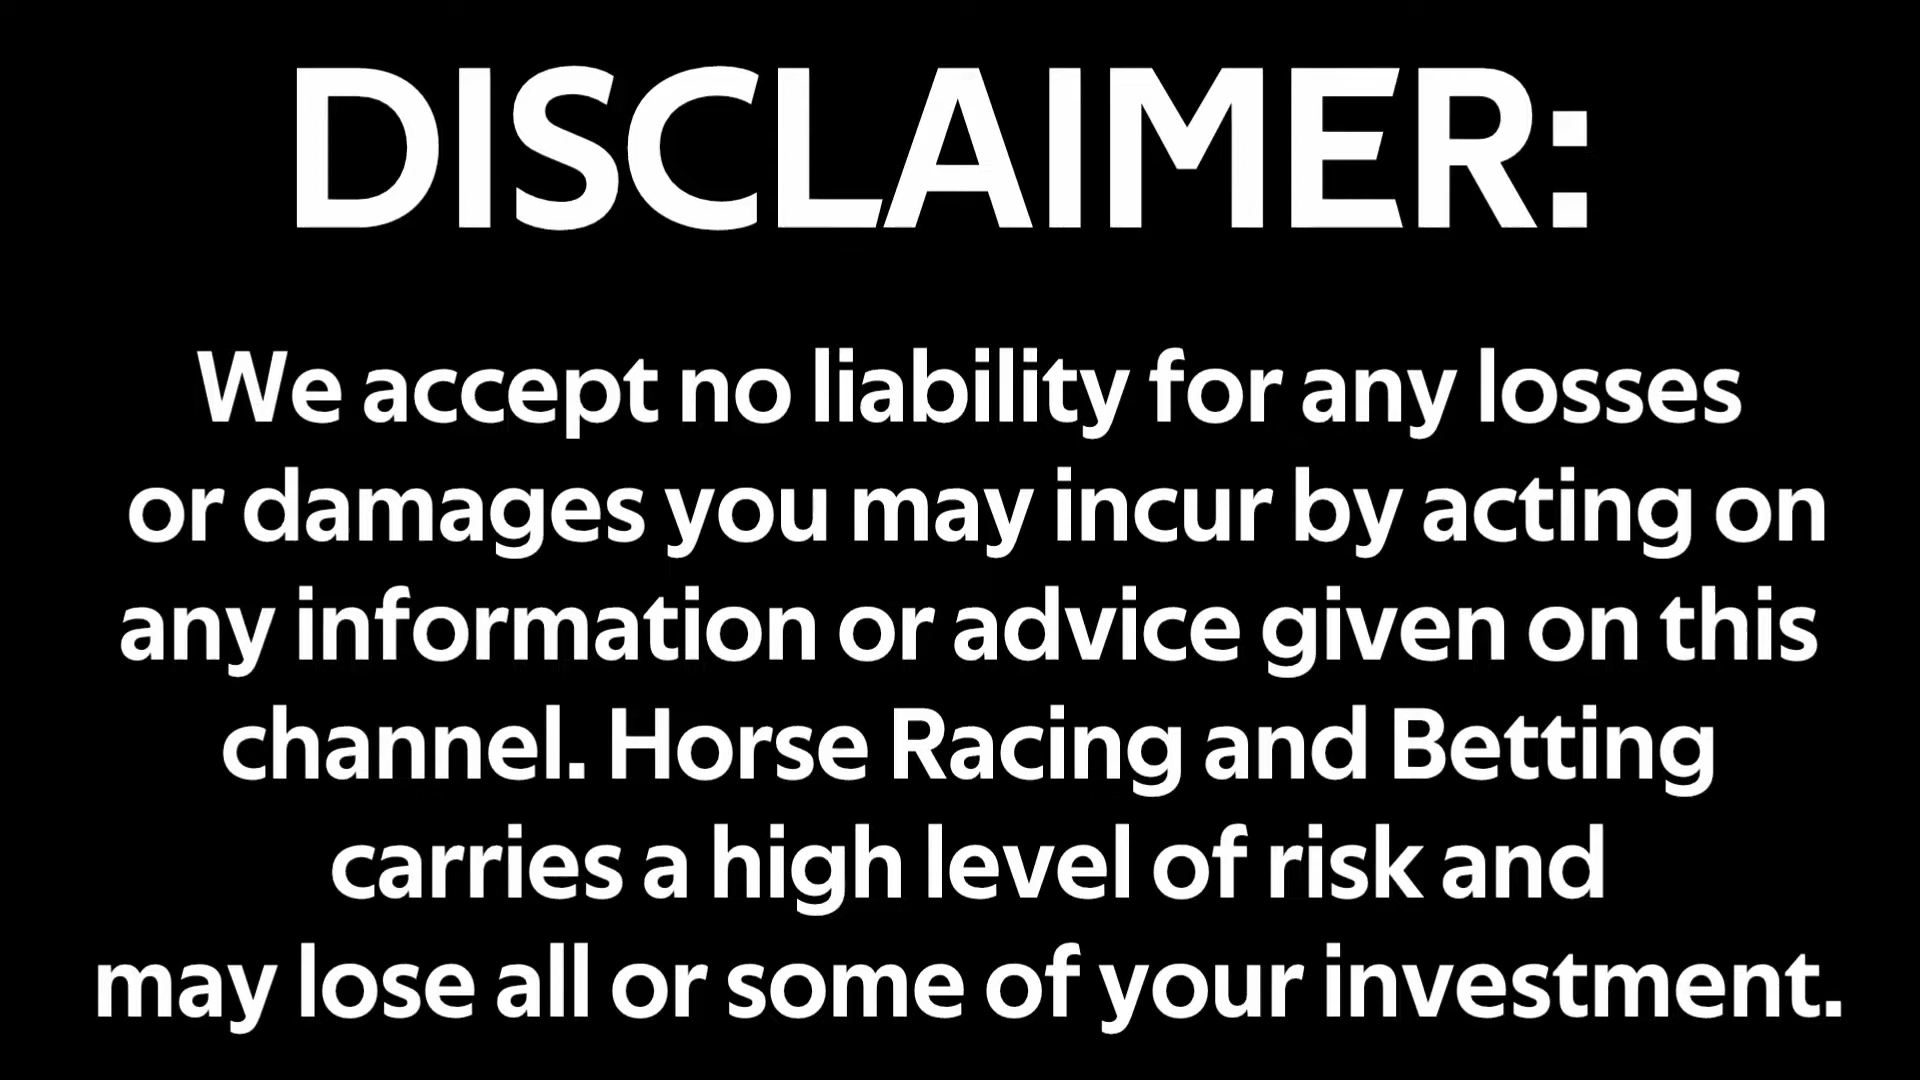 DISCLAIMER:
We accept no liability for any losses
or damages you may incur by acting on
any information or advice given on this
channel. Horse Racing and Betting
carries a high level of risk and
may lose all or some of your investment.